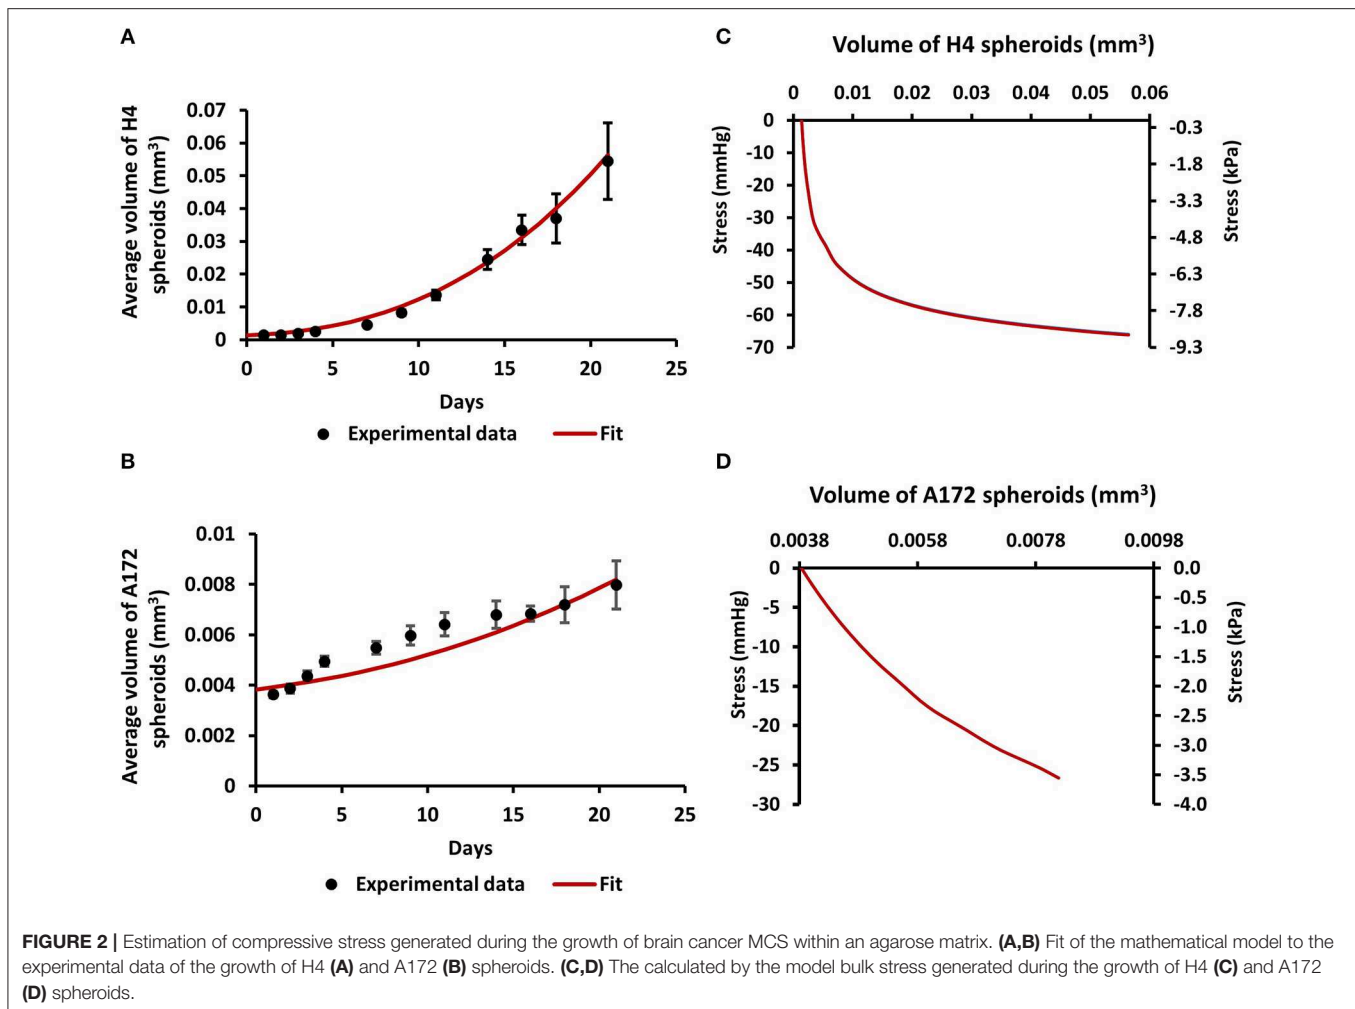 A
Average volume of H4
spheroids (mm³)
0.07
0.06
0.05
0.04
0.03
0.02
0.01
0
0 5 10 15 20 25
Days
Experimental data Fit
C
Volume of H4 spheroids (mm³)
0 0.01 0.02 0.03 0.04 0.05 0.06
Stress (mmHg)
0
-10
-20
-30
-40
-50
-60
-70
-0.3
-1.8
-3.3
-4.8
-6.3
-7.8
-9.3
Stress (kPa)
B
Average volume of A172
spheroids (mm³)
0.01
0.008
0.006
0.004
0.002
0
0 5 10 15 20 25
Days
Experimental data Fit
D
Volume of A172 spheroids (mm³)
0.0038 0.0058 0.0078 0.0098
Stress (mmHg)
0
-5
-10
-15
-20
-25
-30
0.0
-0.5
-1.0
-1.5
-2.0
-2.5
-3.0
-3.5
-4.0
Stress (kPa)
FIGURE 2 | Estimation of compressive stress generated during the growth of brain cancer MCS within an agarose matrix. (A,B) Fit of the mathematical model to the
experimental data of the growth of H4 (A) and A172 (B) spheroids. (C,D) The calculated by the model bulk stress generated during the growth of H4 (C) and A172
(D) spheroids.